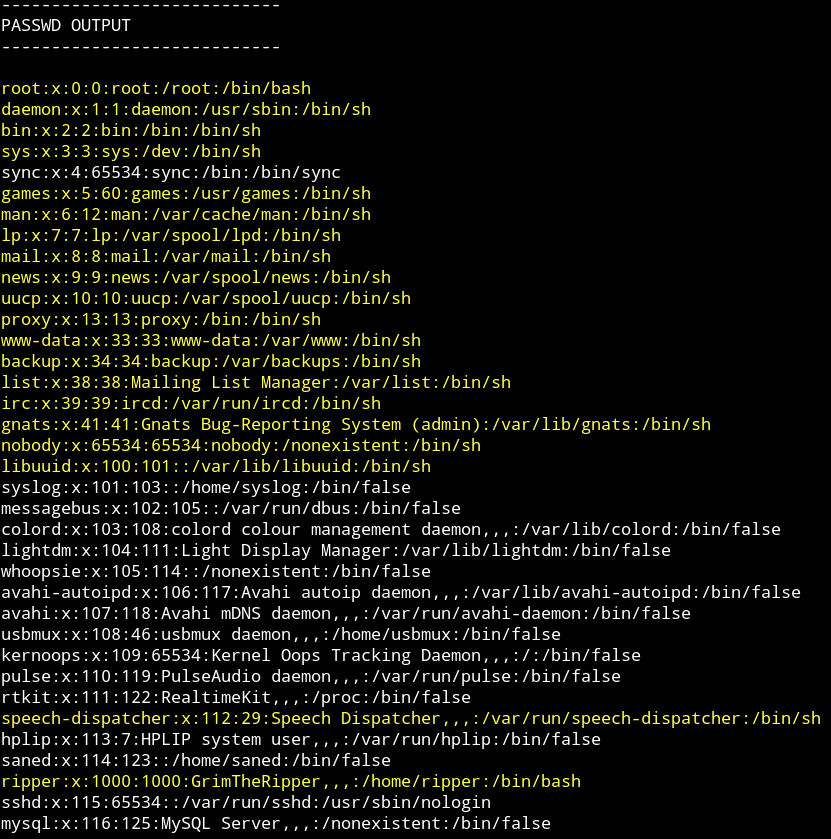 ----------------------------
PASSWD OUTPUT
----------------------------
root:x:0:0:root:/root:/bin/bash
daemon:x:1:1:daemon:/usr/sbin:/bin/sh
bin:x:2:2:bin:/bin:/bin/sh
sys:x:3:3:sys:/dev:/bin/sh
sync:x:4:65534:sync:/bin:/bin/sync
games:x:5:60:games:/usr/games:/bin/sh
man:x:6:12:man:/var/cache/man:/bin/sh
lp:x:7:7:lp:/var/spool/lpd:/bin/sh
mail:x:8:8:mail:/var/mail:/bin/sh
news:x:9:9:news:/var/spool/news:/bin/sh
uucp:x:10:10:uucp:/var/spool/uucp:/bin/sh
proxy:x:13:13:proxy:/bin:/bin/sh
www-data:x:33:33:www-data:/var/www:/bin/sh
backup:x:34:34:backup:/var/backups:/bin/sh
list:x:38:38:Mailing List Manager:/var/list:/bin/sh
irc:x:39:39:ircd:/var/run/ircd:/bin/sh
gnats:x:41:41:Gnats Bug-Reporting System (admin):/var/lib/gnats:/bin/sh
nobody:x:65534:65534:nobody:/nonexistent:/bin/sh
libuuid:x:100:101::/var/lib/libuuid:/bin/sh
syslog:x:101:103::/home/syslog:/bin/false
messagebus:x:102:105::/var/run/dbus:/bin/false
colord:x:103:108:colord colour management daemon,,,:/var/lib/colord:/bin/false
lightdm:x:104:111:Light Display Manager:/var/lib/lightdm:/bin/false
whoopsie:x:105:114::/nonexistent:/bin/false
avahi-autoipd:x:106:117:Avahi autoip daemon,,,:/var/lib/avahi-autoipd:/bin/false
avahi:x:107:118:Avahi mDNS daemon,,,:/var/run/avahi-daemon:/bin/false
usbmux:x:108:46:usbmux daemon,,,:/home/usbmux:/bin/false
kernoops:x:109:65534:Kernel Oops Tracking Daemon,,,:/:/bin/false
pulse:x:110:119:PulseAudio daemon,,,:/var/run/pulse:/bin/false
rtkit:x:111:122:RealtimeKit,,,:/proc:/bin/false
speech-dispatcher:x:112:29:Speech Dispatcher,,,:/var/run/speech-dispatcher:/bin/sh
hplip:x:113:7:HPLIP system user,,,:/var/run/hplip:/bin/false
saned:x:114:123::/home/saned:/bin/false
ripper:x:1000:1000:GrimTheRipper,,,:/home/ripper:/bin/bash
sshd:x:115:65534::/var/run/sshd:/usr/sbin/nologin
mysql:x:116:125:MySQL Server,,,:/nonexistent:/bin/false